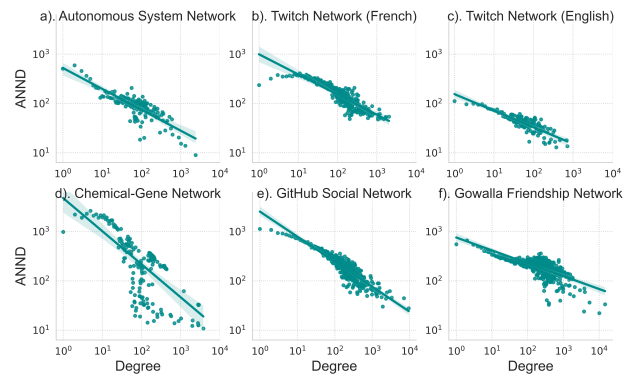 a). Autonomous System Network
b). Twitch Network (French)
c). Twitch Network (English)
ANND
10³
10²
10¹
10⁰ 10¹ 10² 10³ 10⁴
10³
10²
10¹
10⁰ 10¹ 10² 10³ 10⁴
10³
10²
10¹
10⁰ 10¹ 10² 10³ 10⁴
d). Chemical-Gene Network
e). GitHub Social Network
f). Gowalla Friendship Network
ANND
10³
10²
10¹
10⁰ 10¹ 10² 10³ 10⁴
Degree
10³
10²
10¹
10⁰ 10¹ 10² 10³ 10⁴
Degree
10³
10²
10¹
10⁰ 10¹ 10² 10³ 10⁴
Degree